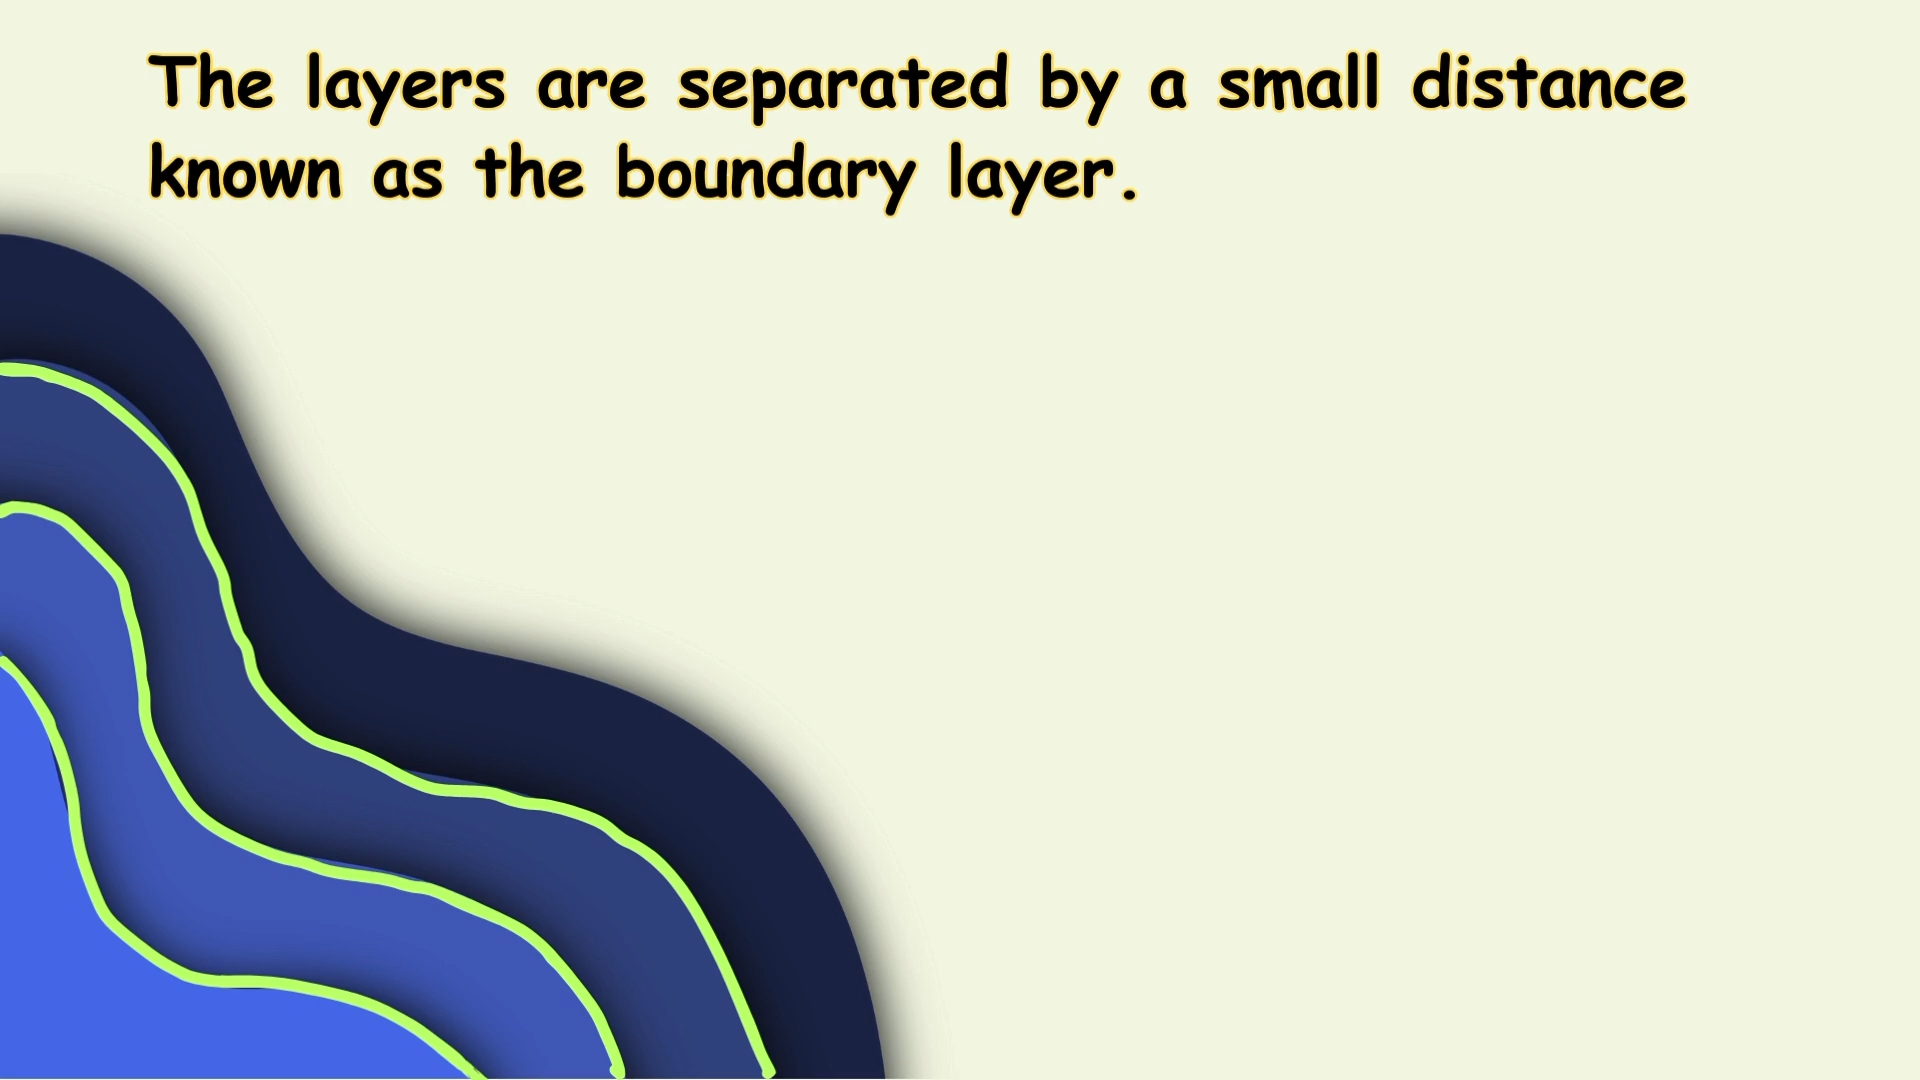 The layers are separated by a small distance
known as the boundary layer.